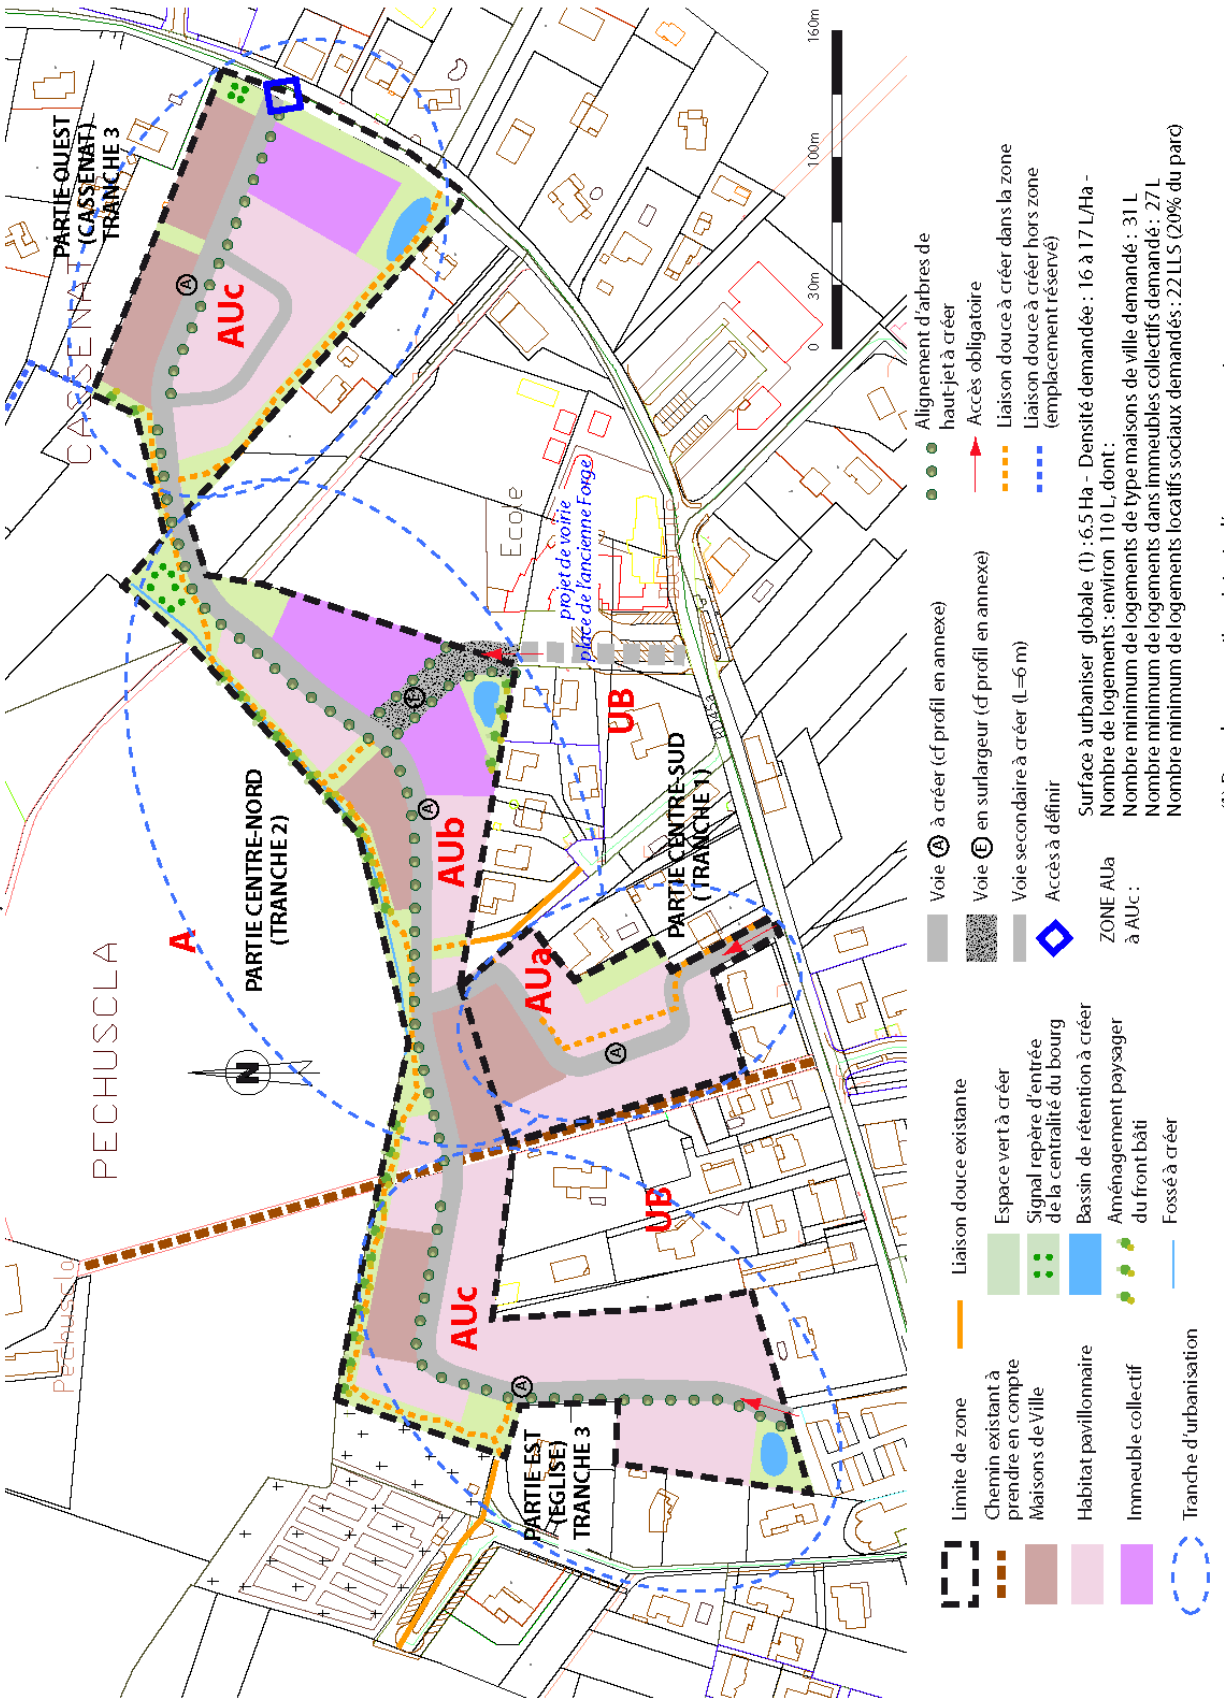 PARTIE OUEST
(CASSENAT)
TRANCHE 3
CASSENAT
AUc
A
PECHUSCLA
Pechuscla
A
PARTIE CENTRE-NORD
(TRANCHE 2)
N
AUb
A
E
Ecole
projet de voirie
place de l'ancienne Forge
UB
RD45a
PARTIE CENTRE-SUD
(TRANCHE 1)
AUa
A
UB
AUc
A
PARTIE EST
(EGLISE)
TRANCHE 3
0 30m 100m 160m
Limite de zone
Chemin existant à
prendre en compte
Maisons de Ville
Habitat pavillonnaire
Immeuble collectif
Tranche d'urbanisation
Liaison douce existante
Espace vert à créer
Signal repère d'entrée
de la centralité du bourg
Bassin de rétention à créer
Aménagement paysager
du front bâti
Fossé à créer
Voie A à créer (cf profil en annexe)
Voie E en surlargeur (cf profil en annexe)
Voie secondaire à créer (L=6 m)
Accès à définir
Alignement d'arbres de
haut-jet à créer
Accès obligatoire
Liaison douce à créer dans la zone
Liaison douce à créer hors zone
(emplacement réservé)
ZONE AUa
à AUc :
Surface à urbaniser globale (1) : 6.5 Ha - Densité demandée : 16 à 17 L/Ha -
Nombre de logements : environ 110 L, dont :
Nombre minimum de logements de type maisons de ville demandé : 31 L
Nombre minimum de logements dans immeubles collectifs demandé : 27 L
Nombre minimum de logements locatifs sociaux demandés : 22 LLS (20% du parc)